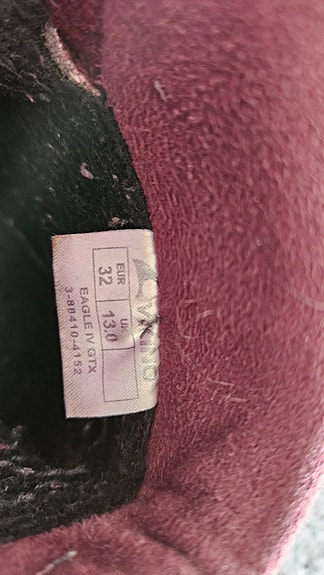 VIKING
EUR UK
32 13.0
EAGLE IV GTX
3-88410-4152